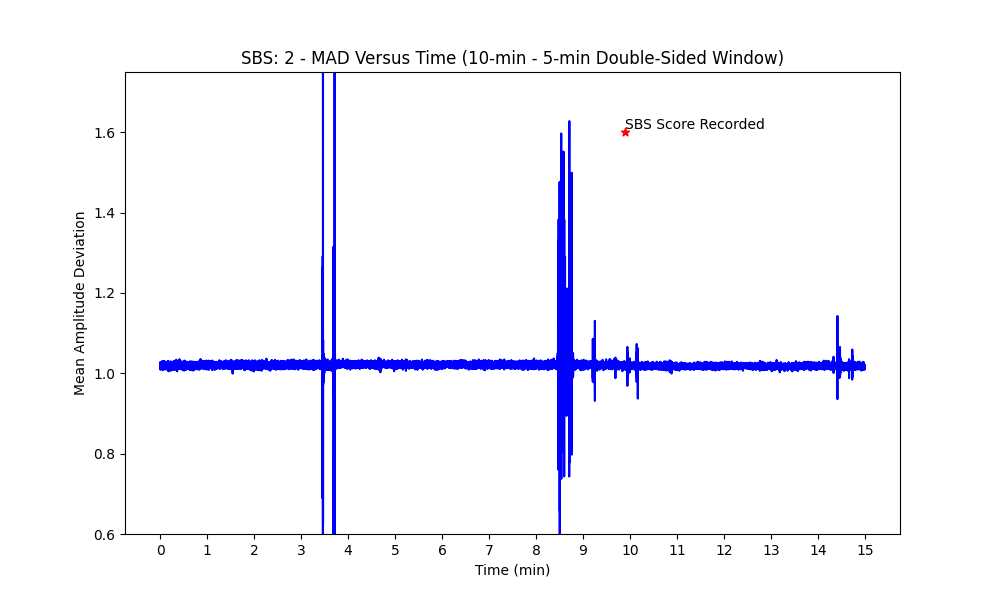 SBS: 2 - MAD Versus Time (10-min - 5-min Double-Sided Window)
SBS Score Recorded
1.6
1.4
1.2
1.0
0.8
0.6
Mean Amplitude Deviation
0 1 2 3 4 5 6 7 8 9 10 11 12 13 14 15
Time (min)